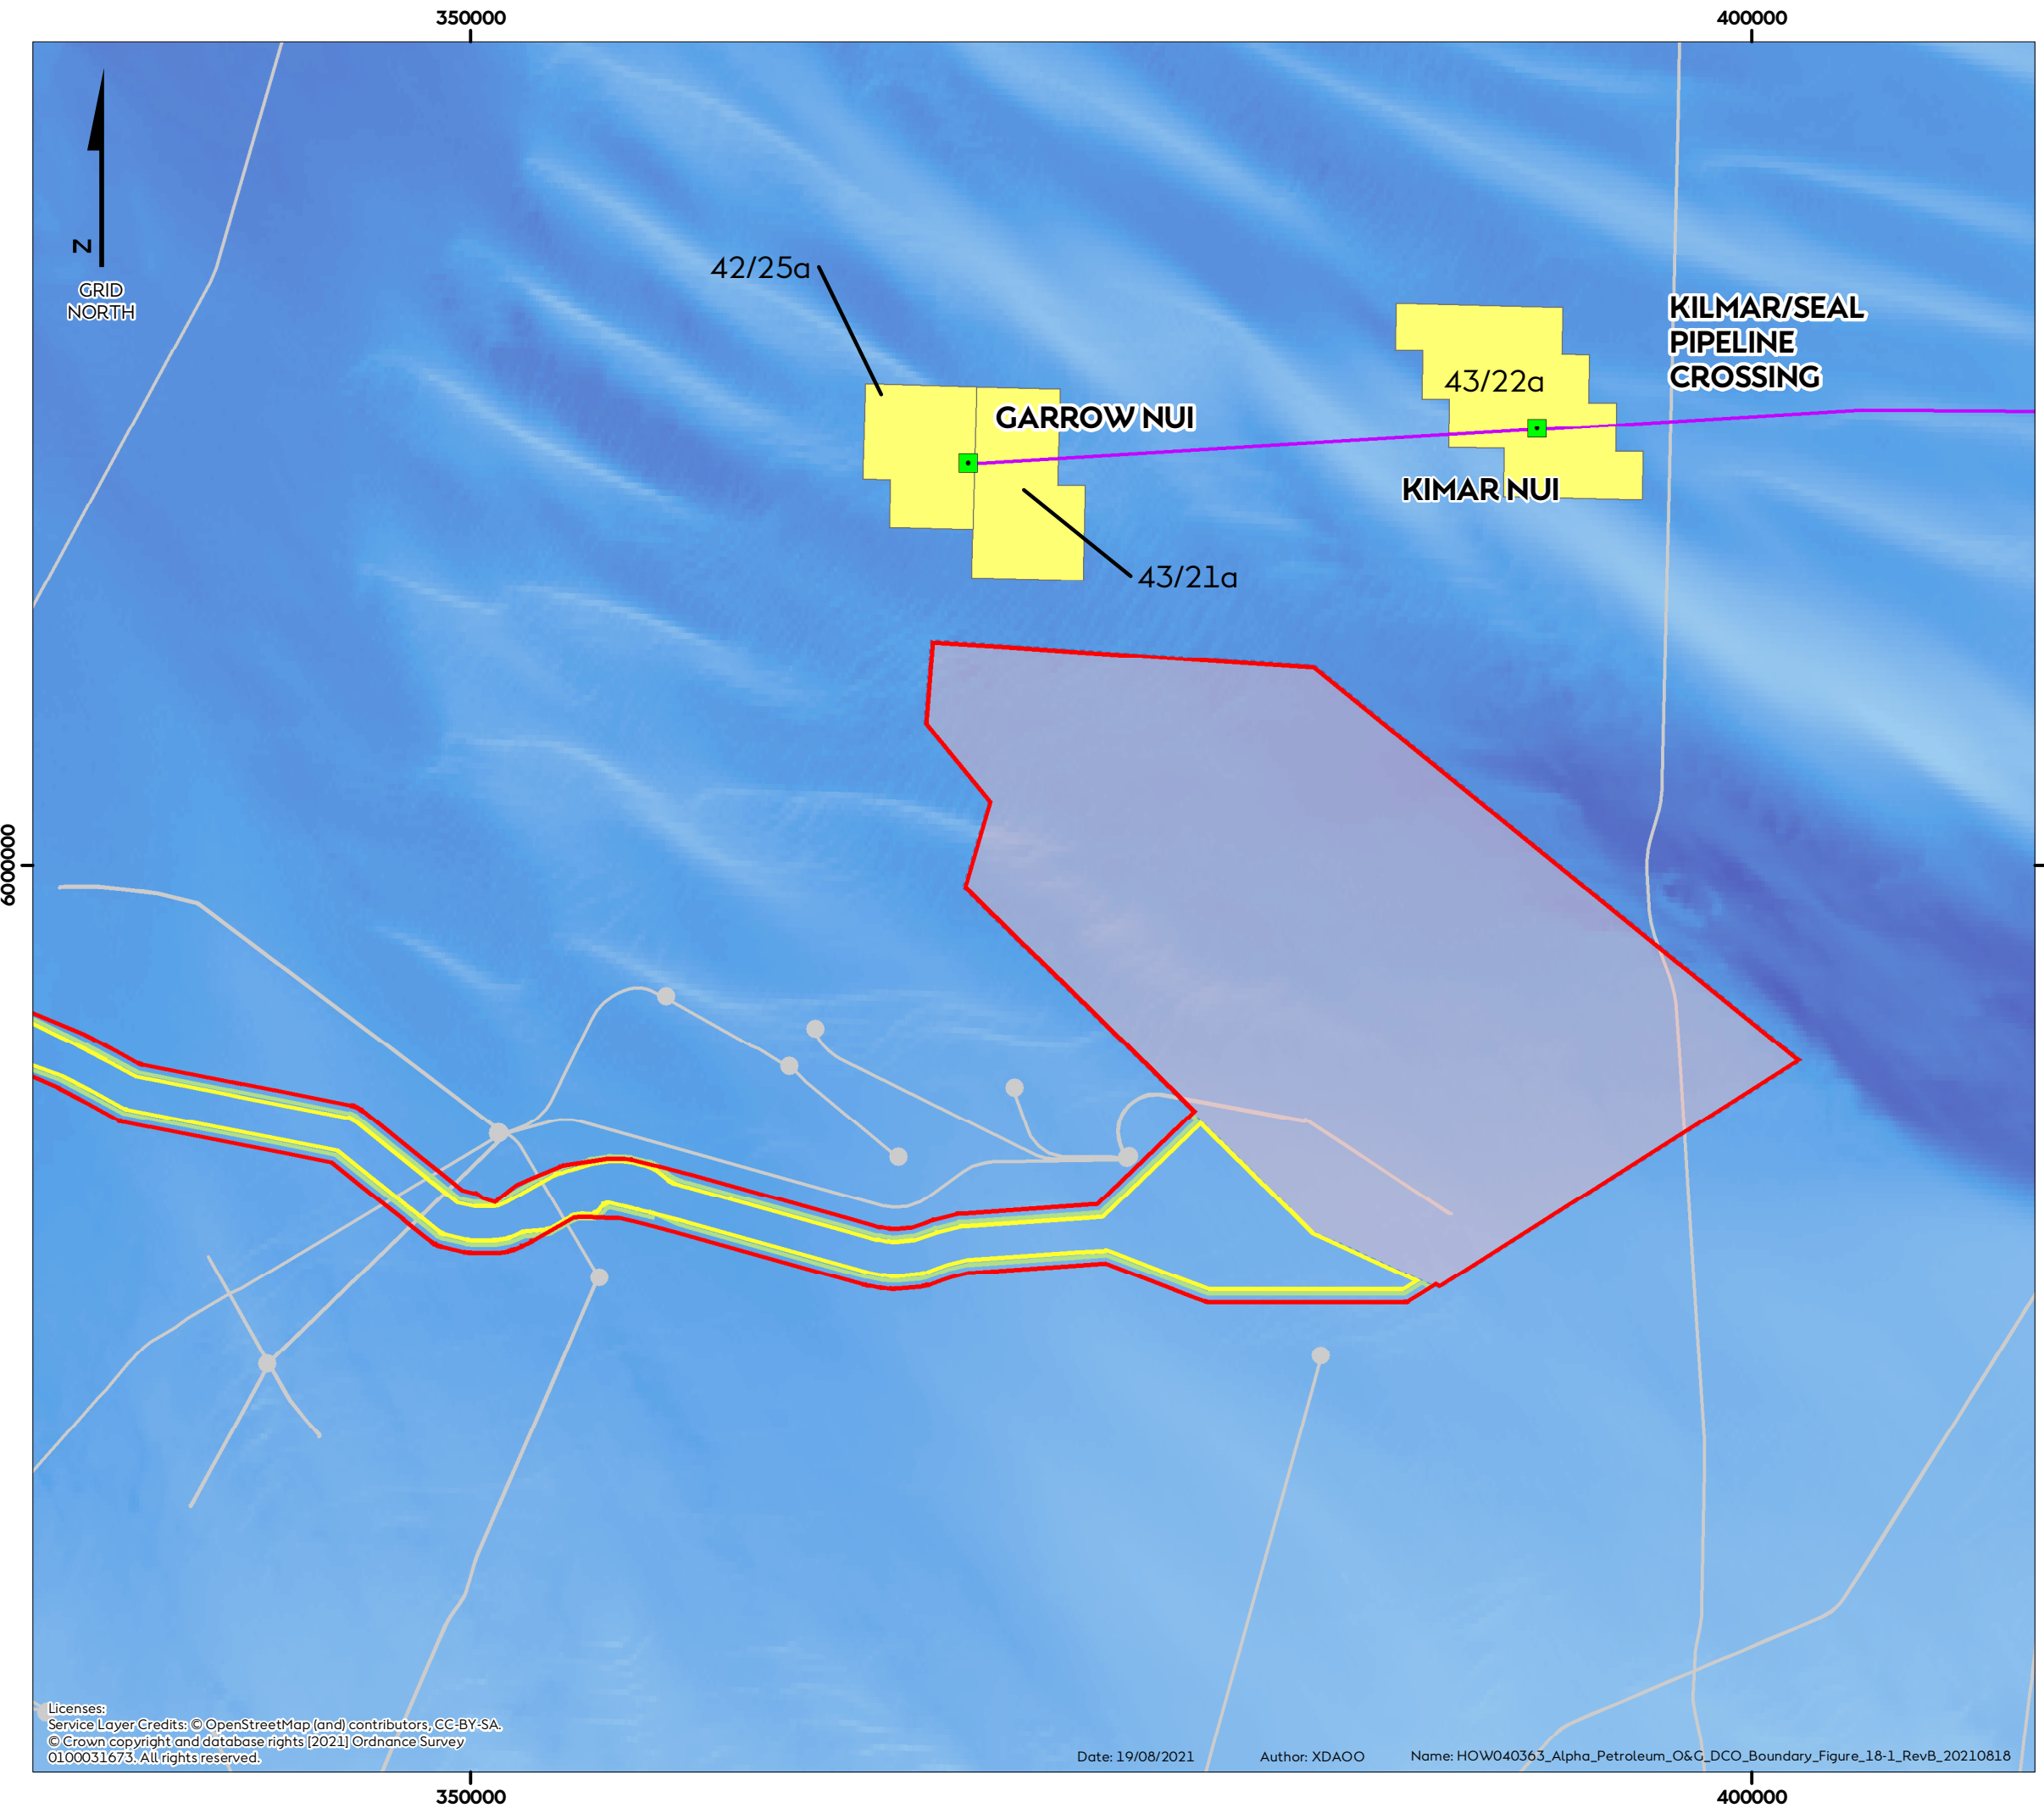 350000
400000
N
GRID
NORTH
42/25a
KILMAR/SEAL
PIPELINE
CROSSING
43/22a
GARROW NUI
KIMAR NUI
43/21a
6000000
Licenses:
Service Layer Credits: © OpenStreetMap (and) contributors, CC-BY-SA.
© Crown copyright and database rights [2021] Ordnance Survey
0100031673. All rights reserved.
Date: 19/08/2021
Author: XDAOO
Name: HOW040363_Alpha_Petroleum_O&G_DCO_Boundary_Figure_18-1_RevB_20210818
350000
400000